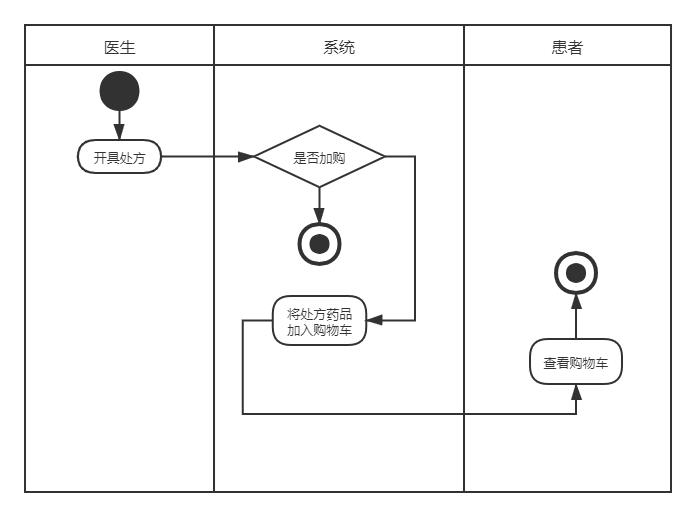 医生
系统
患者
开具处方
是否加购
将处方药品
加入购物车
查看购物车